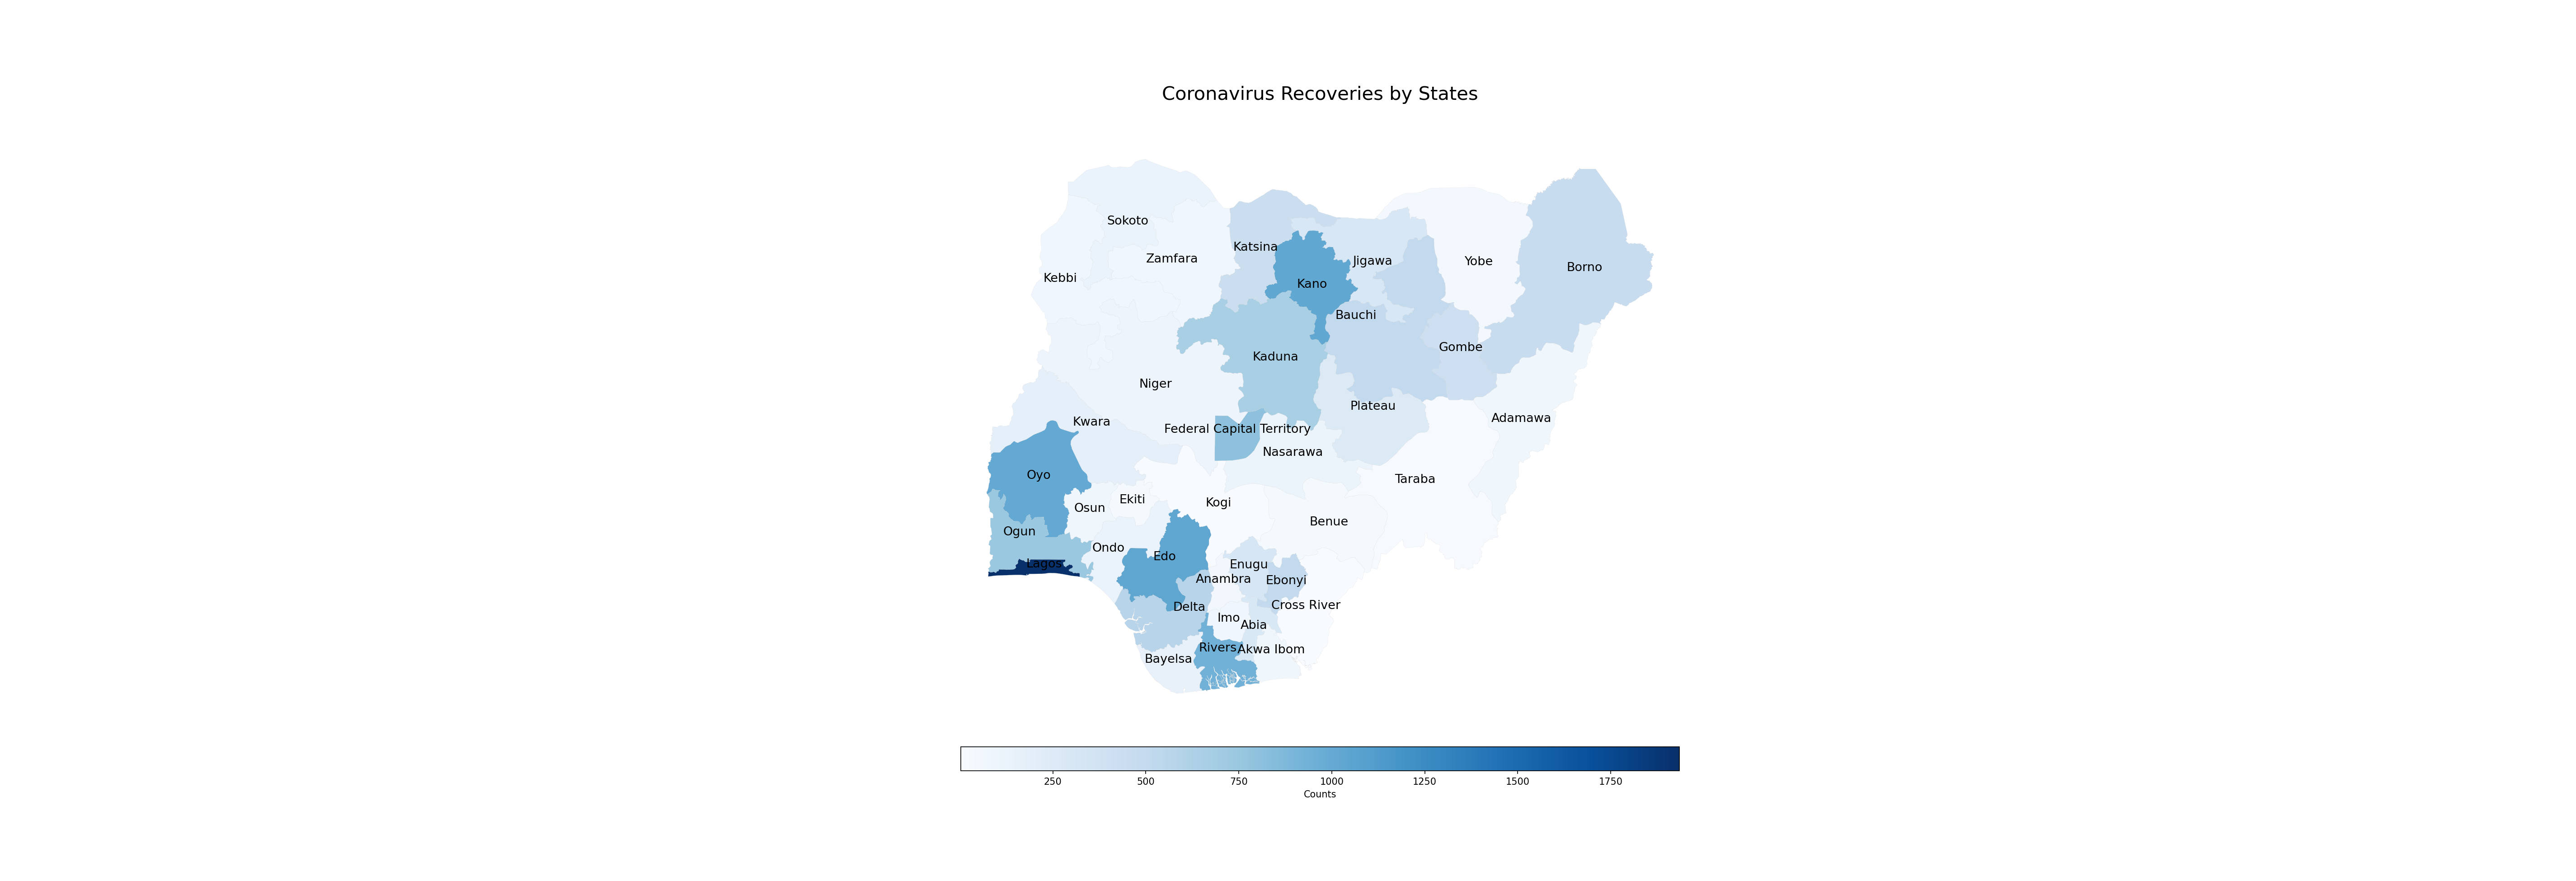 Coronavirus Recoveries by States
Sokoto
Katsina
Zamfara
Jigawa
Yobe
Borno
Kebbi
Kano
Bauchi
Gombe
Kaduna
Niger
Plateau
Adamawa
Kwara
Federal Capital Territory
Nasarawa
Oyo
Taraba
Ekiti
Kogi
Osun
Benue
Ogun
Ondo
Edo
Lagos
Enugu
Anambra
Ebonyi
Delta
Cross River
Imo
Abia
Rivers
Akwa Ibom
Bayelsa
250 500 750 1000 1250 1500 1750
Counts